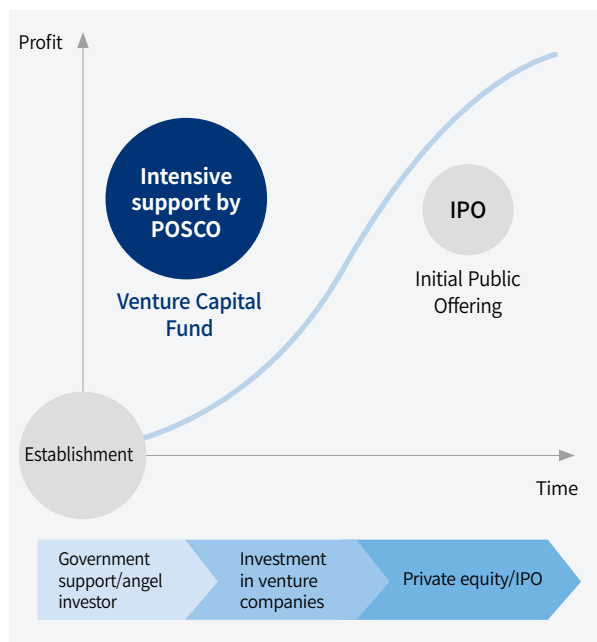 Profit
Intensive
support by
POSCO
Venture Capital
Fund
IPO
Initial Public
Offering
Establishment
Time
Government
support/angel
investor
Investment
in venture
companies
Private equity/IPO